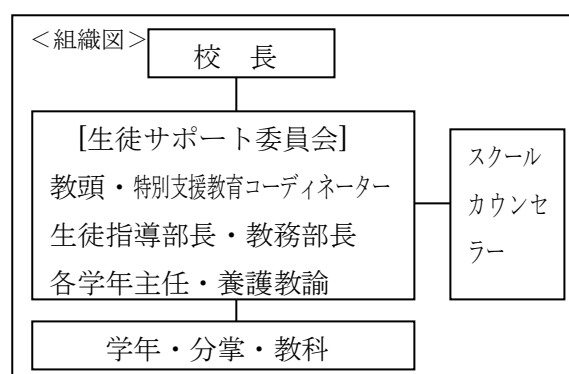 ＜組織図＞
校　長
[生徒サポート委員会]
教頭・特別支援教育コーディネーター
生徒指導部長・教務部長
各学年主任・養護教諭
スクール
カウンセ
ラー
学年・分掌・教科